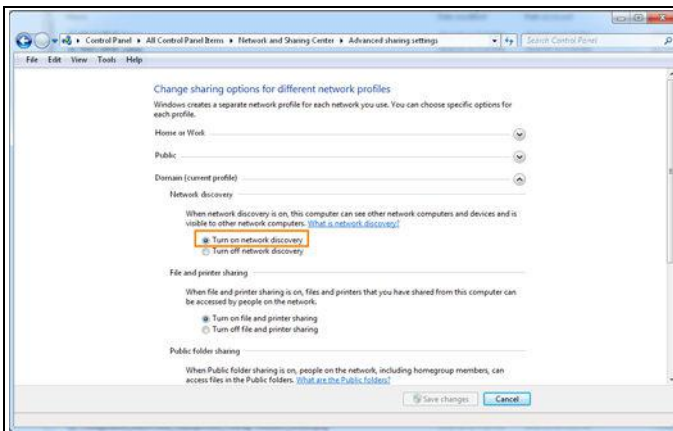 Control Panel ▸ All Control Panel Items ▸ Network and Sharing Center ▸ Advanced sharing settings
Search Control Panel
File Edit View Tools Help
Change sharing options for different network profiles
Windows creates a separate network profile for each network you use. You can choose specific options for
each profile.
Home or Work
Public
Domain (current profile)
Network discovery
When network discovery is on, this computer can see other network computers and devices and is
visible to other network computers. What is network discovery?
Turn on network discovery
Turn off network discovery
File and printer sharing
When file and printer sharing is on, files and printers that you have shared from this computer can
be accessed by people on the network.
Turn on file and printer sharing
Turn off file and printer sharing
Public folder sharing
When Public folder sharing is on, people on the network, including homegroup members, can
access files in the Public folders. What are the Public folders?
Save changes Cancel